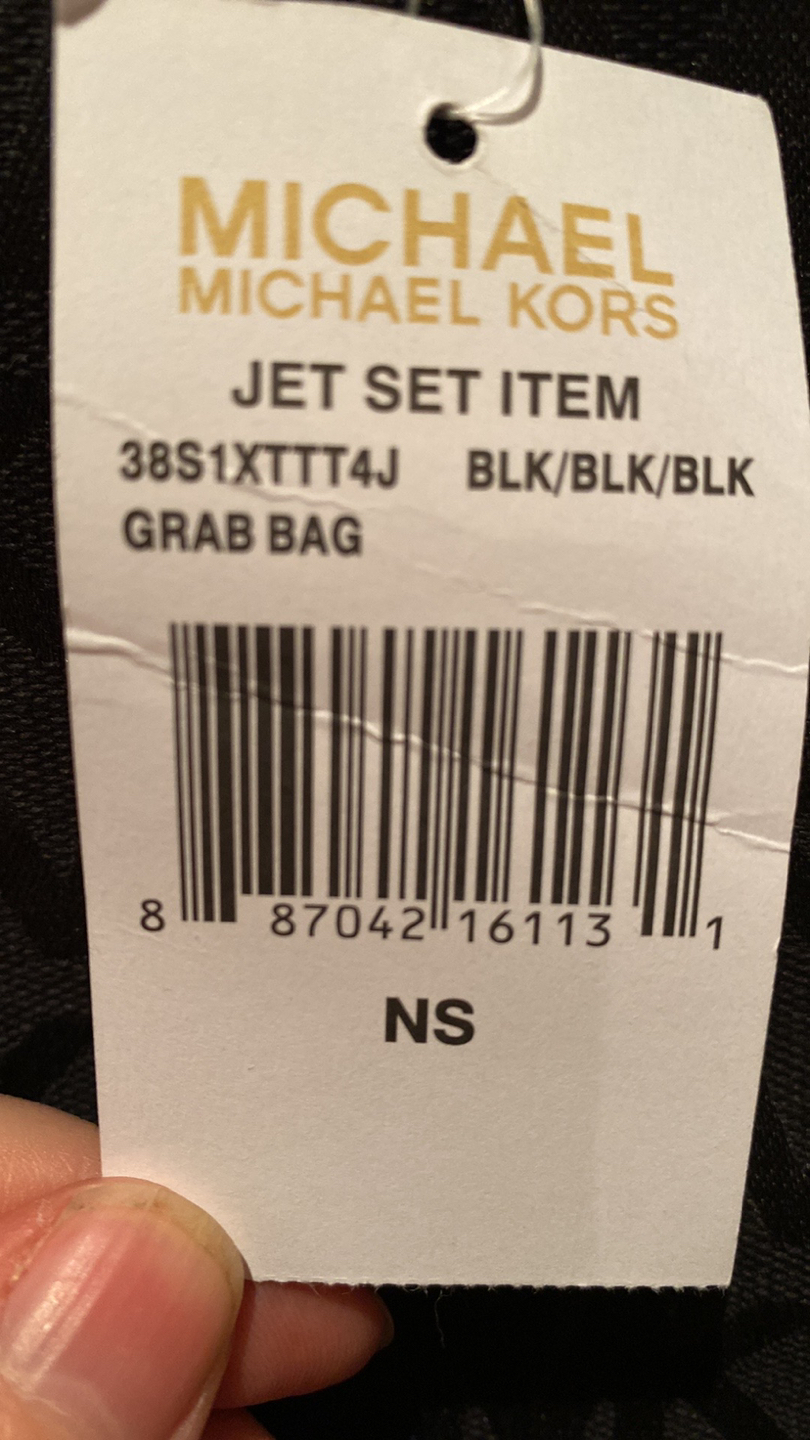 MICHAEL
MICHAEL KORS
JET SET ITEM
38S1XTTT4J BLK/BLK/BLK
GRAB BAG
8 87042 16113 1
NS